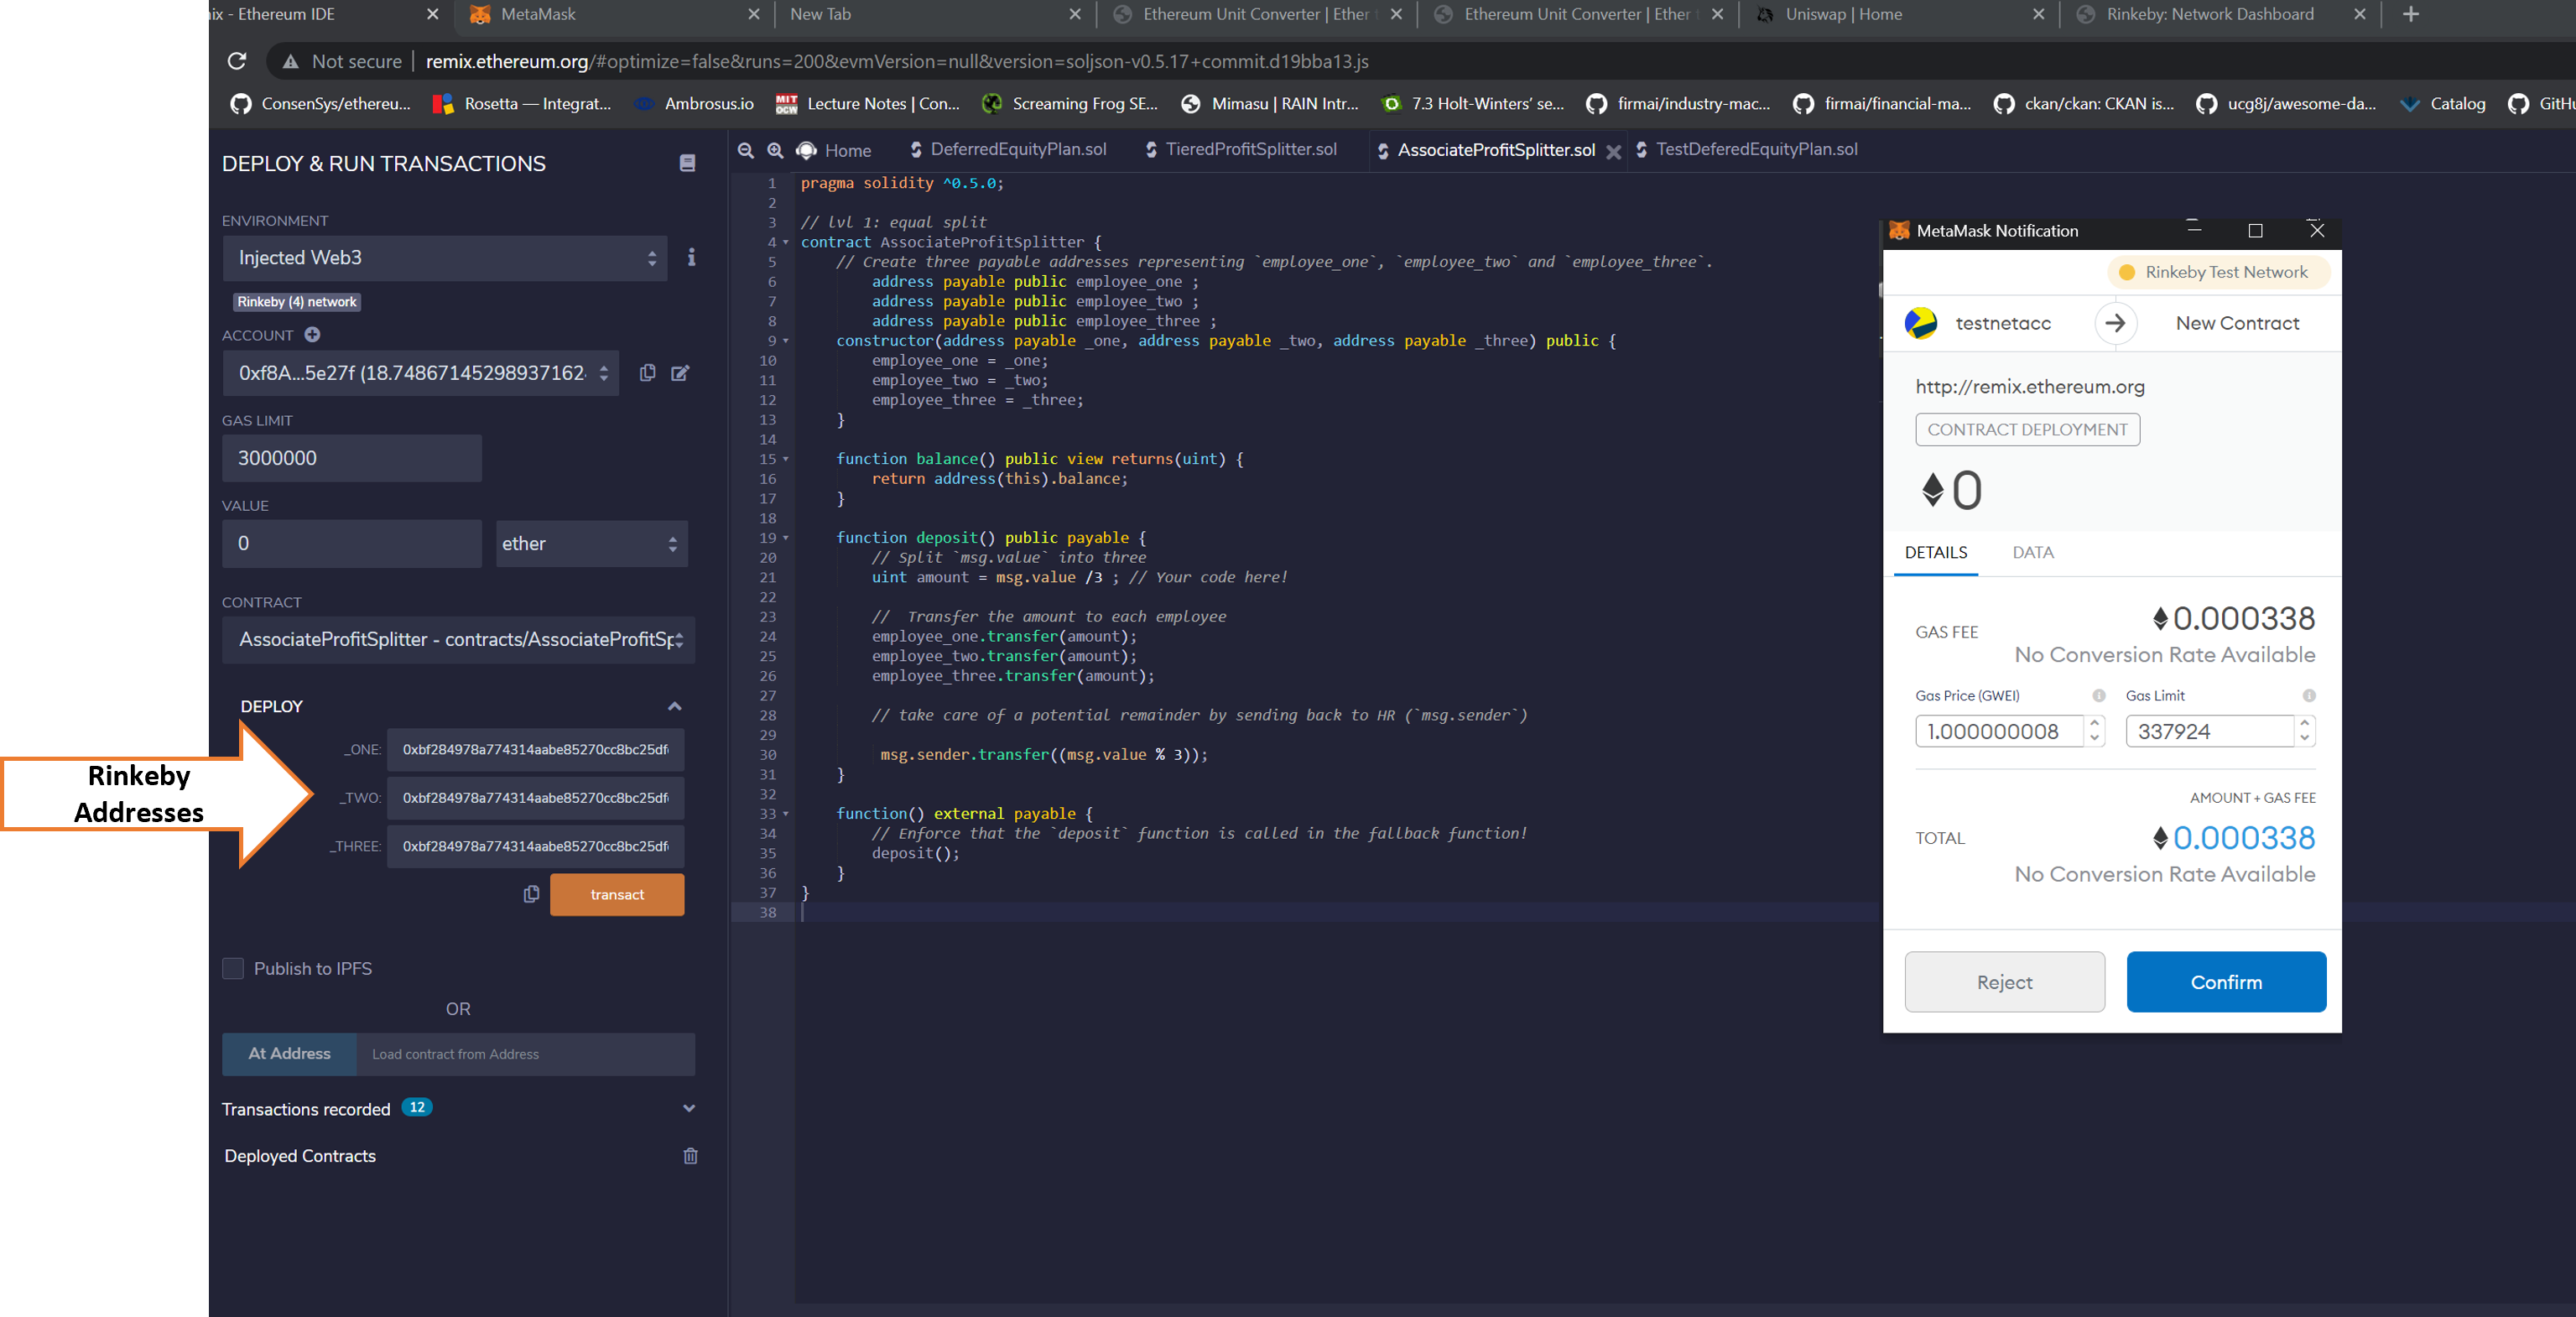 ix - Ethereum IDE
MetaMask
New Tab
Ethereum Unit Converter | Ether
Ethereum Unit Converter | Ether
Uniswap | Home
Rinkeby: Network Dashboard
Not secure
remix.ethereum.org/#optimize=false&runs=200&evmVersion=null&version=soljson-v0.5.17+commit.d19bba13.js
ConsenSys/ethereu...
Rosetta — Integrat...
Ambrosus.io
MIT OCW
Lecture Notes | Con...
Screaming Frog SE...
Mimasu | RAIN Intr...
7.3 Holt-Winters' se...
firmai/industry-mac...
firmai/financial-ma...
ckan/ckan: CKAN is...
ucg8j/awesome-da...
Catalog
GitHu
DEPLOY & RUN TRANSACTIONS
ENVIRONMENT
Injected Web3
Rinkeby (4) network
ACCOUNT
0xf8A...5e27f (18.74867145298937162
GAS LIMIT
3000000
VALUE
0
ether
CONTRACT
AssociateProfitSplitter - contracts/AssociateProfitSp
DEPLOY
_ONE: 0xbf284978a774314aabe85270cc8bc25df
_TWO: 0xbf284978a774314aabe85270cc8bc25df
_THREE: 0xbf284978a774314aabe85270cc8bc25df
transact
Publish to IPFS
OR
At Address
Load contract from Address
Transactions recorded 12
Deployed Contracts
Rinkeby
Addresses
Home
DeferredEquityPlan.sol
TieredProfitSplitter.sol
AssociateProfitSplitter.sol
TestDeferedEquityPlan.sol
1 pragma solidity ^0.5.0;
2
3 // lvl 1: equal split
4 contract AssociateProfitSplitter {
5 // Create three payable addresses representing `employee_one`, `employee_two` and `employee_three`.
6 address payable public employee_one ;
7 address payable public employee_two ;
8 address payable public employee_three ;
9 constructor(address payable _one, address payable _two, address payable _three) public {
10 employee_one = _one;
11 employee_two = _two;
12 employee_three = _three;
13 }
14
15 function balance() public view returns(uint) {
16 return address(this).balance;
17 }
18
19 function deposit() public payable {
20 // Split `msg.value` into three
21 uint amount = msg.value /3 ; // Your code here!
22
23 //  Transfer the amount to each employee
24 employee_one.transfer(amount);
25 employee_two.transfer(amount);
26 employee_three.transfer(amount);
27
28 // take care of a potential remainder by sending back to HR (`msg.sender`)
29
30 msg.sender.transfer((msg.value % 3));
31 }
32
33 function() external payable {
34 // Enforce that the `deposit` function is called in the fallback function!
35 deposit();
36 }
37 }
38
MetaMask Notification
Rinkeby Test Network
testnetacc
New Contract
http://remix.ethereum.org
CONTRACT DEPLOYMENT
0
DETAILS
DATA
GAS FEE
0.000338
No Conversion Rate Available
Gas Price (GWEI)
Gas Limit
1.000000008
337924
AMOUNT + GAS FEE
TOTAL
0.000338
No Conversion Rate Available
Reject
Confirm